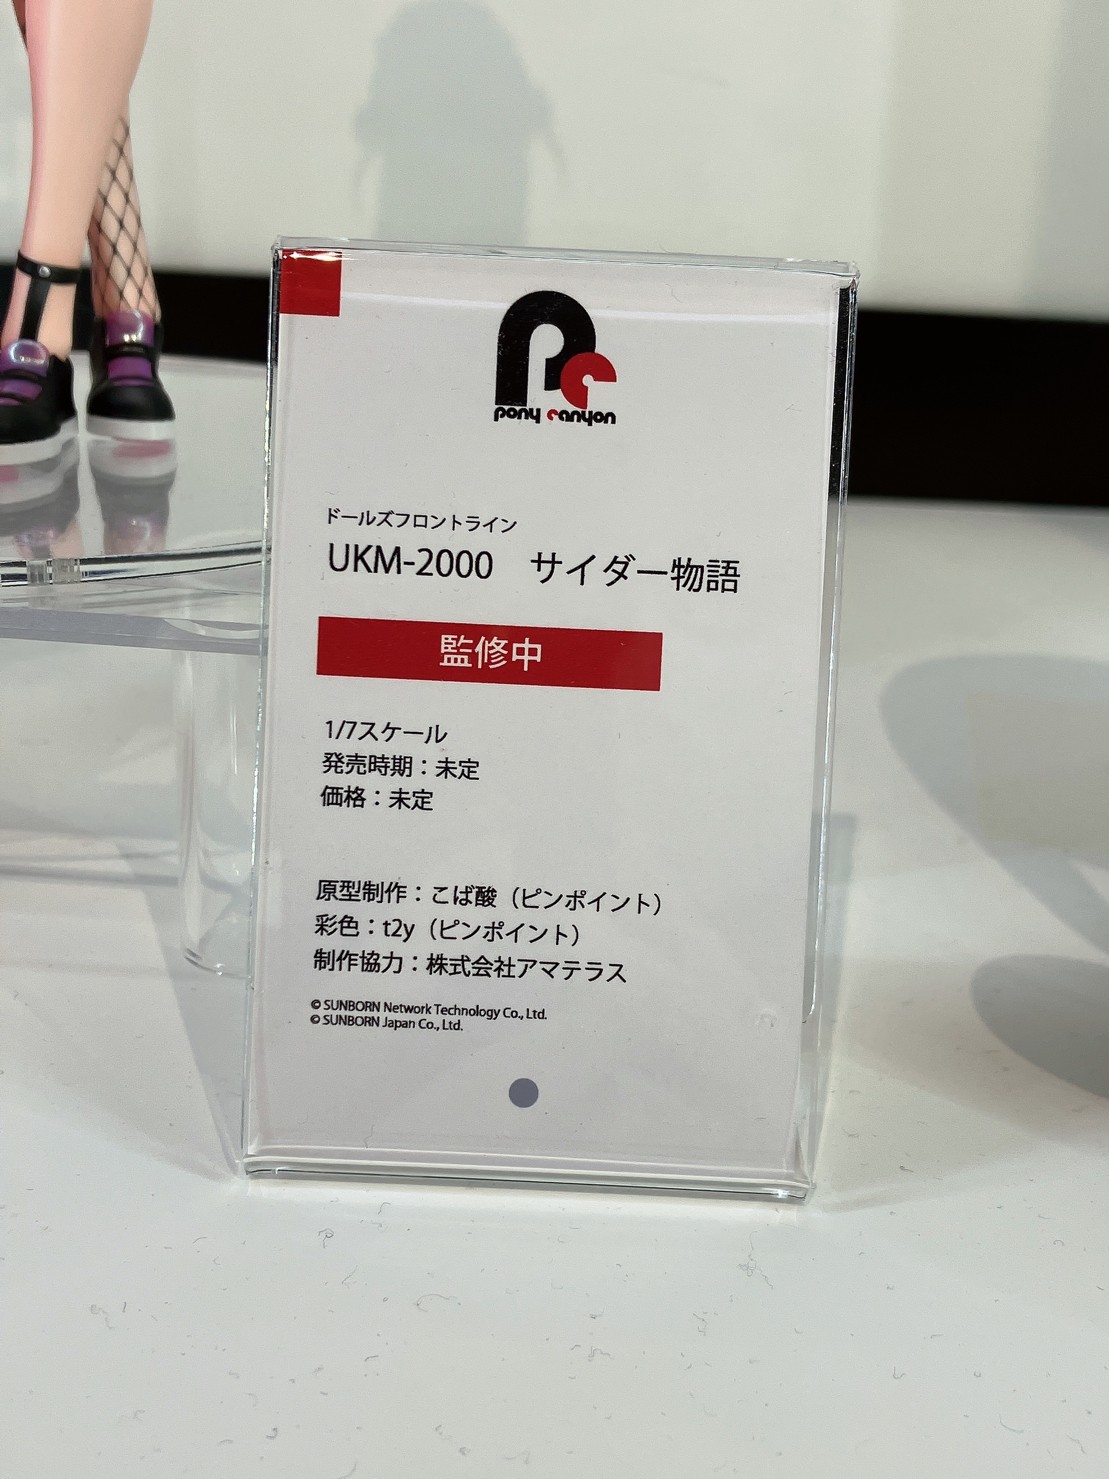 pony canyon
ドールズフロントライン
UKM-2000　サイダー物語
監修中
1/7スケール
発売時期：未定
価格：未定
原型制作：こば酸（ピンポイント）
彩色：t2y（ピンポイント）
制作協力：株式会社アマテラス
© SUNBORN Network Technology Co., Ltd.
© SUNBORN Japan Co., Ltd.